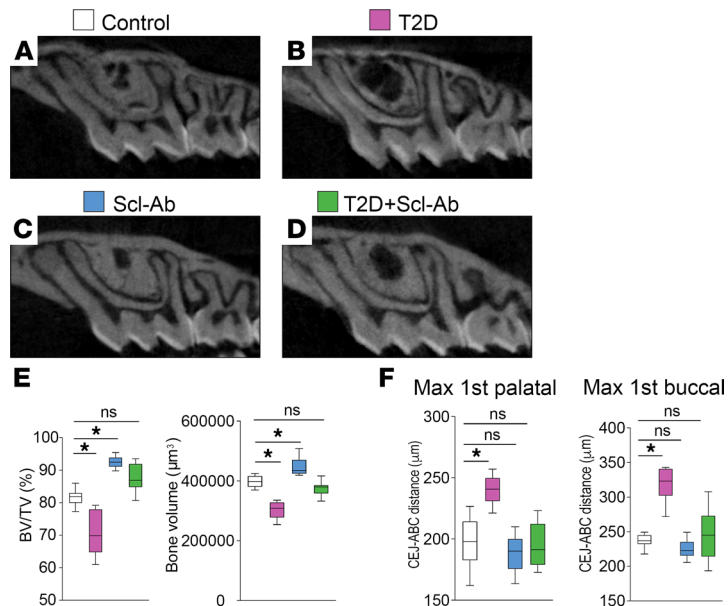 Control
T2D
A
B
Scl-Ab
T2D+Scl-Ab
C
D
E
F
BV/TV (%)
100
90
80
70
60
50
ns
*
*
Bone volume (µm³)
600000
400000
200000
0
ns
*
*
Max 1st palatal
CEJ-ABC distance (µm)
300
250
200
150
ns
ns
*
Max 1st buccal
CEJ-ABC distance (µm)
400
350
300
250
200
150
ns
ns
*